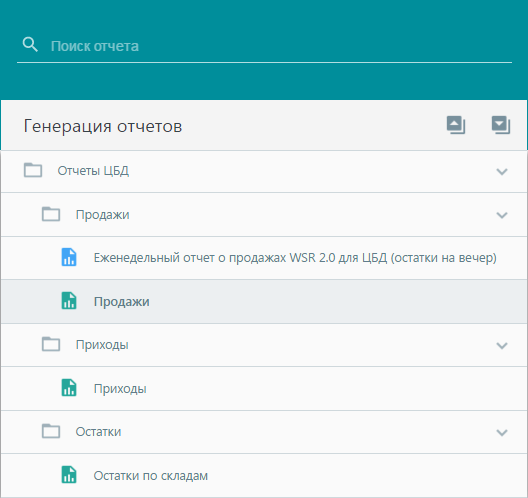 Поиск отчета
Генерация отчетов
Отчеты ЦБД
Продажи
Еженедельный отчет о продажах WSR 2.0 для ЦБД (остатки на вечер)
Продажи
Приходы
Приходы
Остатки
Остатки по складам